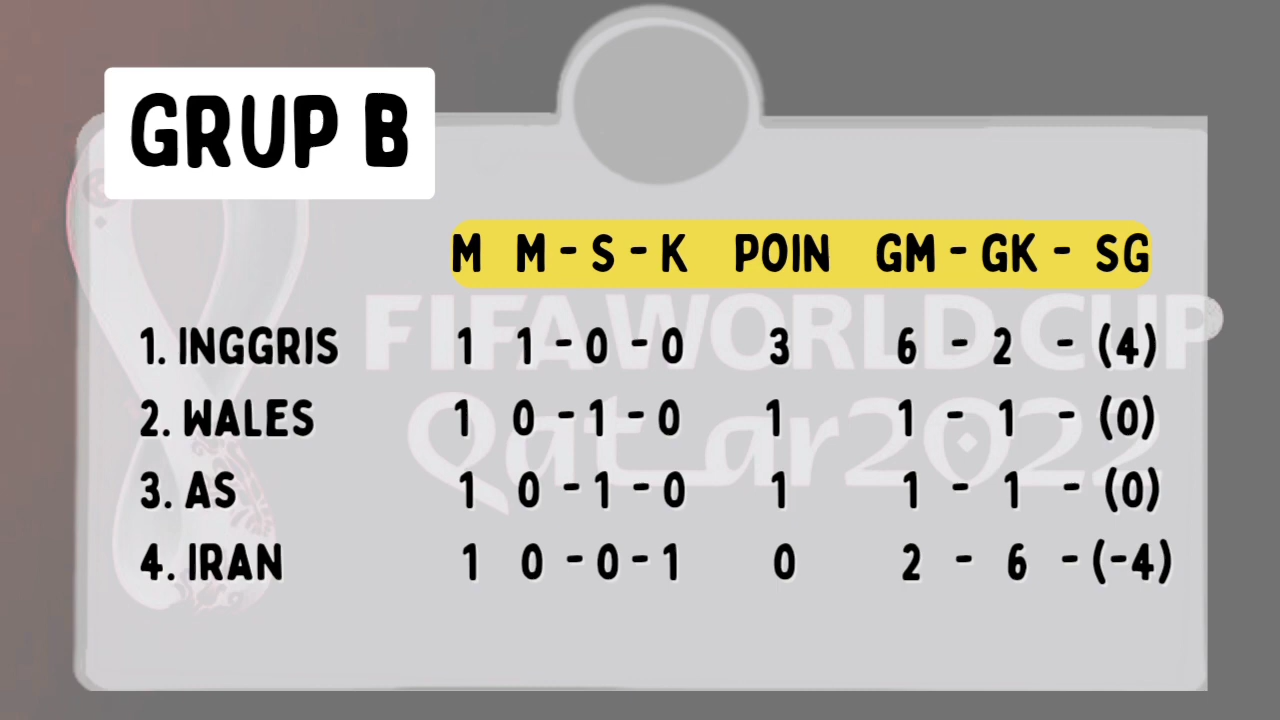 GRUP B
M M - S - K POIN GM - GK - SG
FIFA WORLD CUP
Qatar2022
1. INGGRIS 1 1 - 0 - 0 3 6 - 2 - (4)
2. WALES 1 0 - 1 - 0 1 1 - 1 - (0)
3. AS 1 0 - 1 - 0 1 1 - 1 - (0)
4. IRAN 1 0 - 0 - 1 0 2 - 6 - (-4)